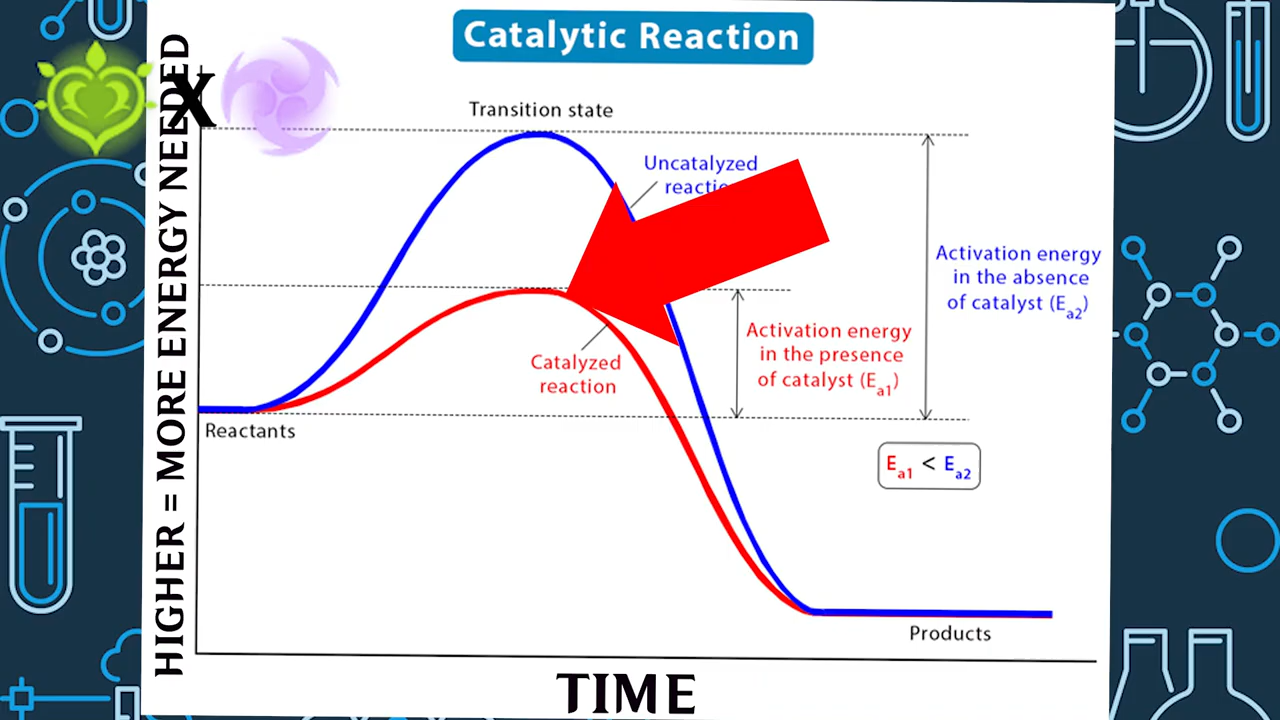 Catalytic Reaction
HIGHER = MORE ENERGY NEEDED
X
Transition state
Uncatalyzed
Activation energy
in the absence
of catalyst (Ea2)
Activation energy
in the presence
of catalyst (Ea1)
Catalyzed
reaction
Reactants
Ea1 < Ea2
Products
TIME